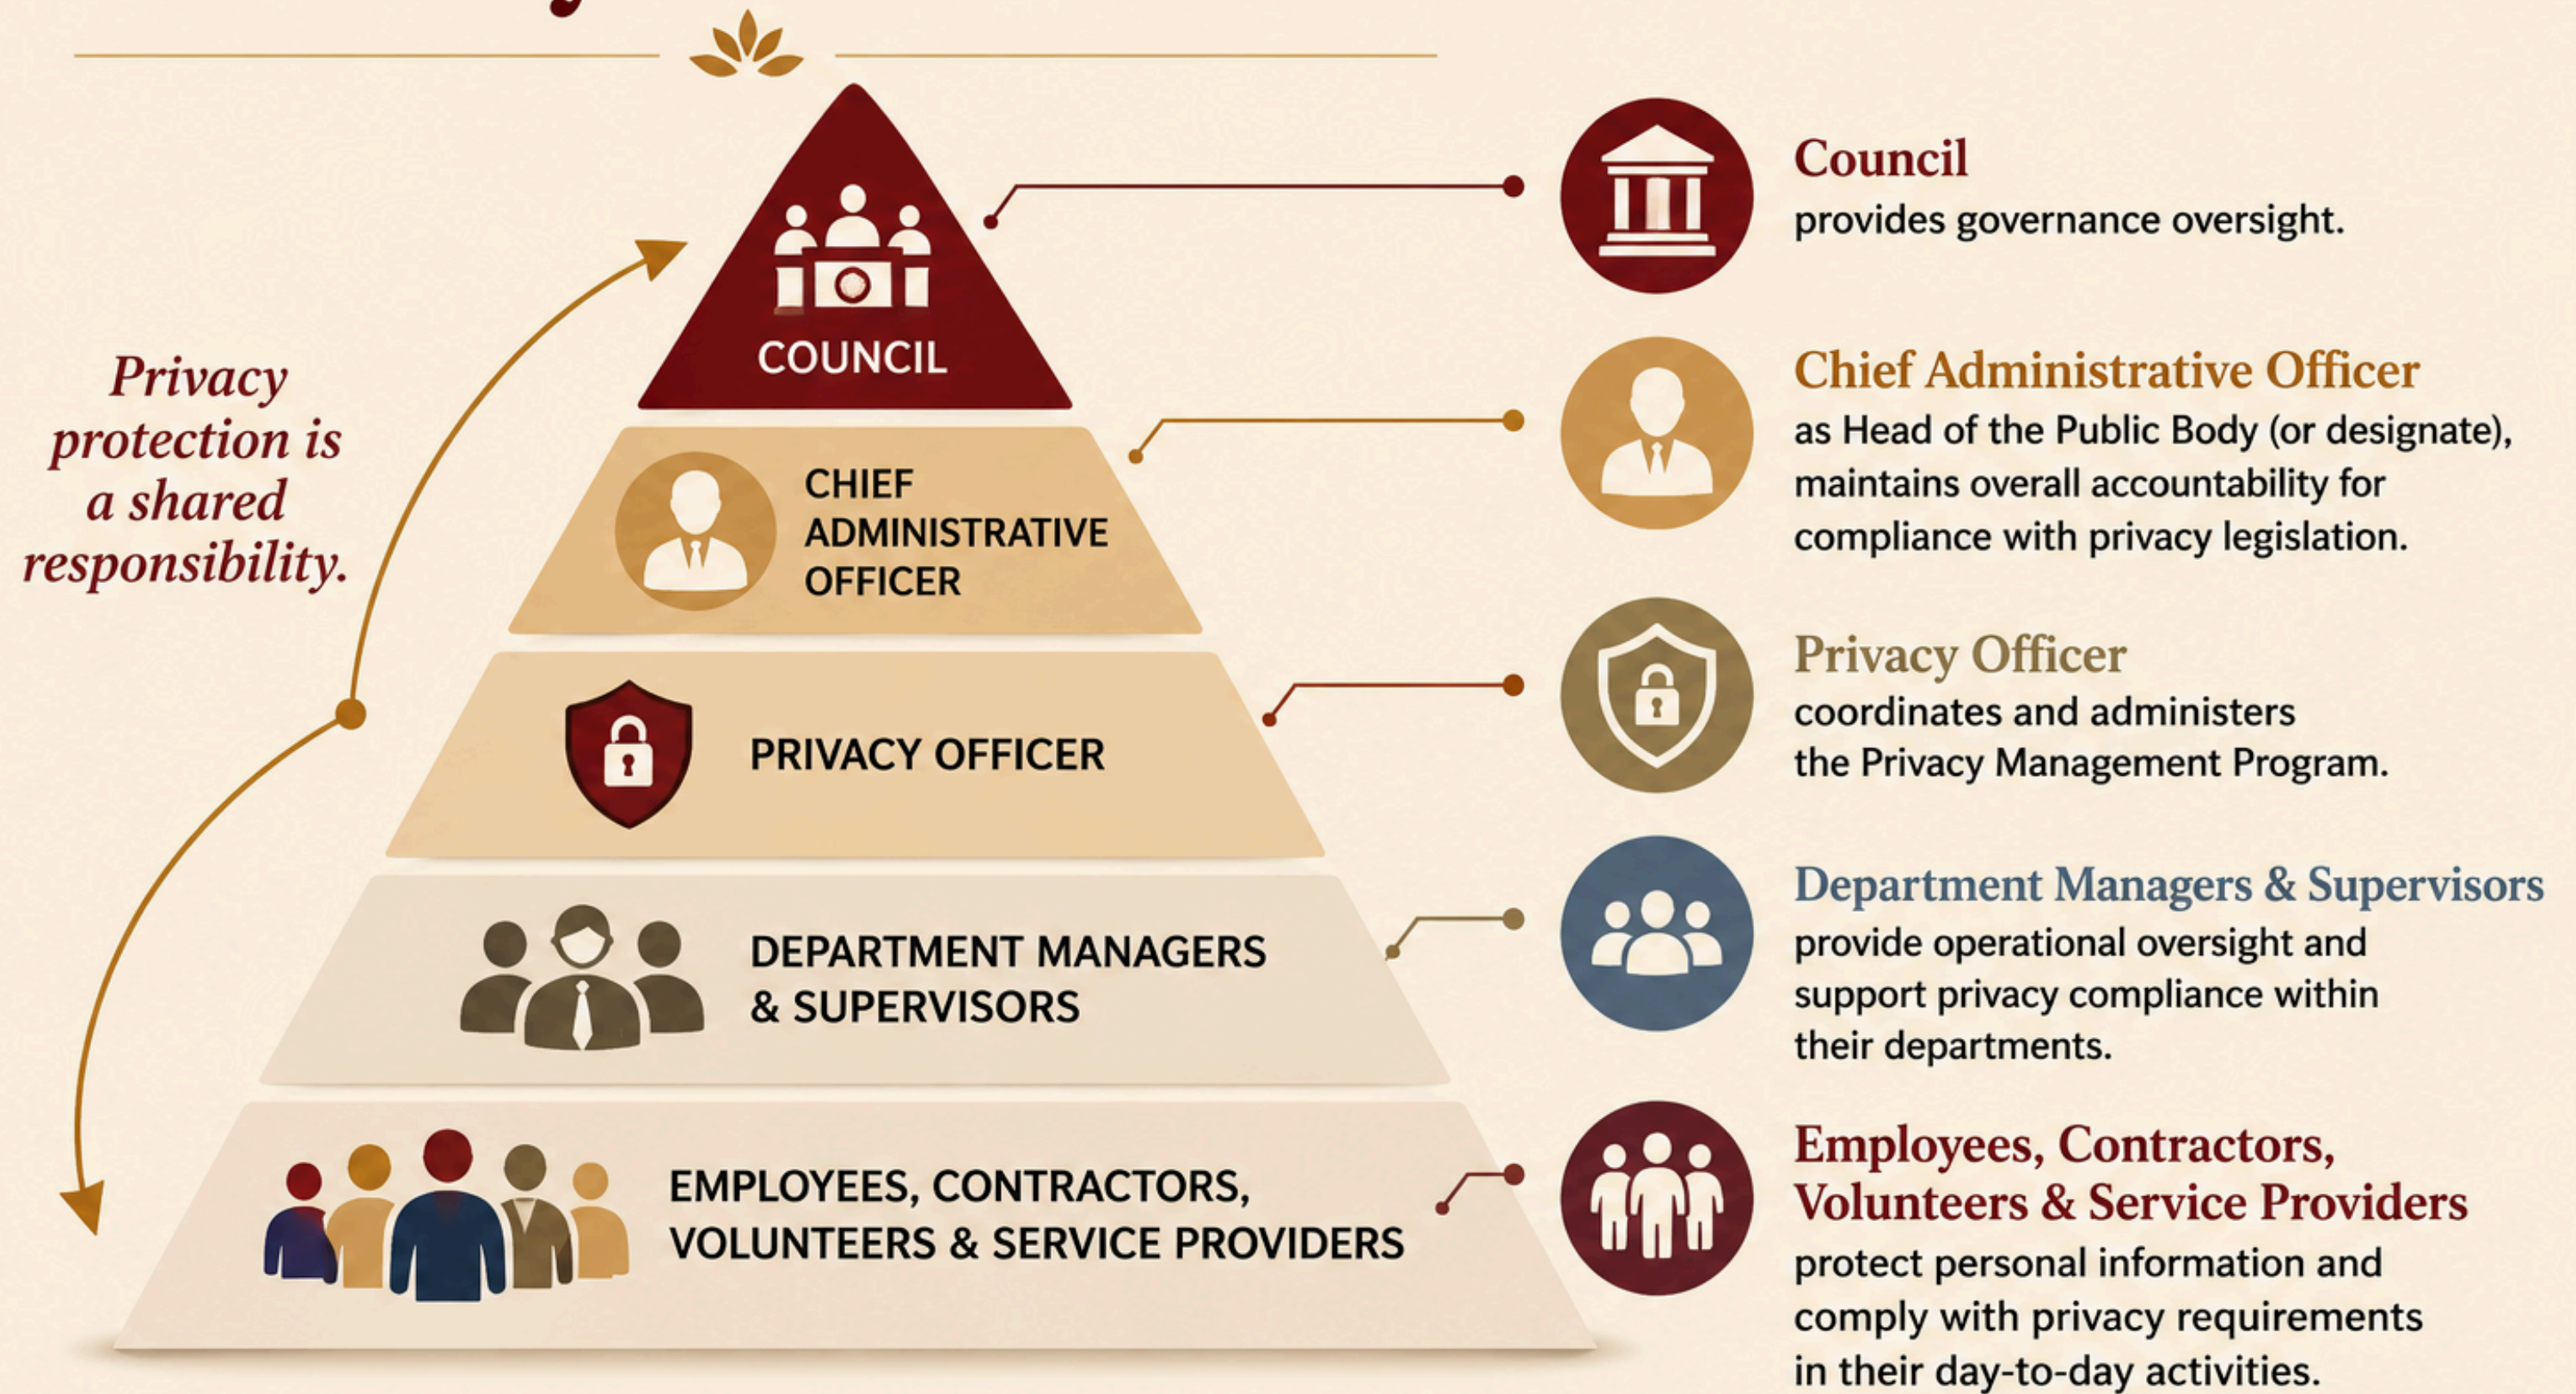 Privacy
protection is
a shared
responsibility.
COUNCIL
CHIEF
ADMINISTRATIVE
OFFICER
PRIVACY OFFICER
DEPARTMENT MANAGERS
& SUPERVISORS
EMPLOYEES, CONTRACTORS,
VOLUNTEERS & SERVICE PROVIDERS
Council
provides governance oversight.
Chief Administrative Officer
as Head of the Public Body (or designate),
maintains overall accountability for
compliance with privacy legislation.
Privacy Officer
coordinates and administers
the Privacy Management Program.
Department Managers & Supervisors
provide operational oversight and
support privacy compliance within
their departments.
Employees, Contractors,
Volunteers & Service Providers
protect personal information and
comply with privacy requirements
in their day-to-day activities.